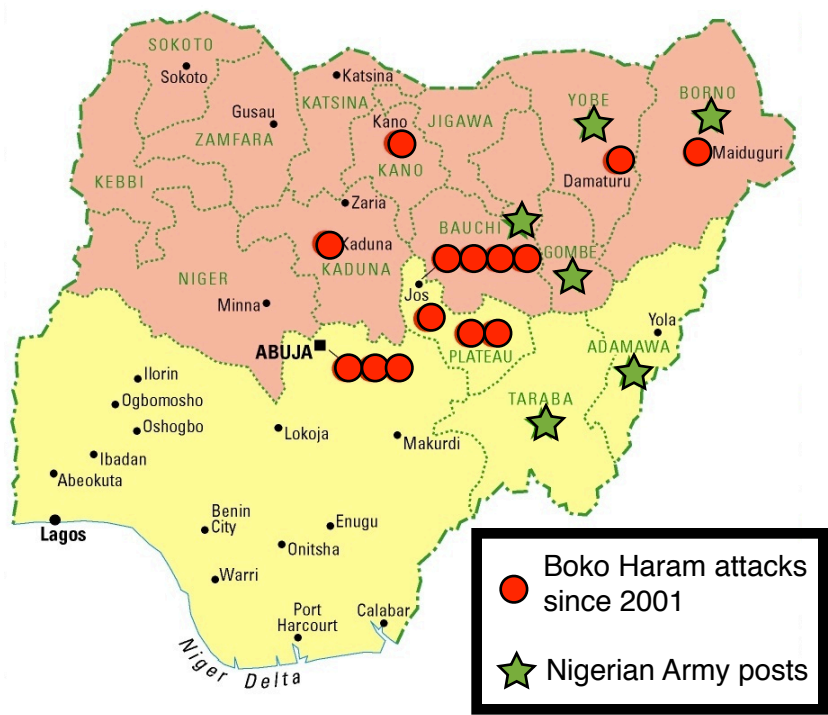 SOKOTO
Sokoto
Katsina
KATSINA
Gusau
ZAMFARA
Kano
JIGAWA
KANO
YOBE
BORNO
Maiduguri
Damaturu
KEBBI
Zaria
BAUCHI
Kaduna
KADUNA
GOMBE
NIGER
Jos
Minna
ABUJA
PLATEAU
Yola
ADAMAWA
Ilorin
Ogbomosho
Oshogbo
TARABA
Lokoja
Makurdi
Ibadan
Abeokuta
Lagos
Benin
City
Enugu
Onitsha
Warri
Port
Harcourt
Calabar
Niger Delta
Boko Haram attacks
since 2001
Nigerian Army posts